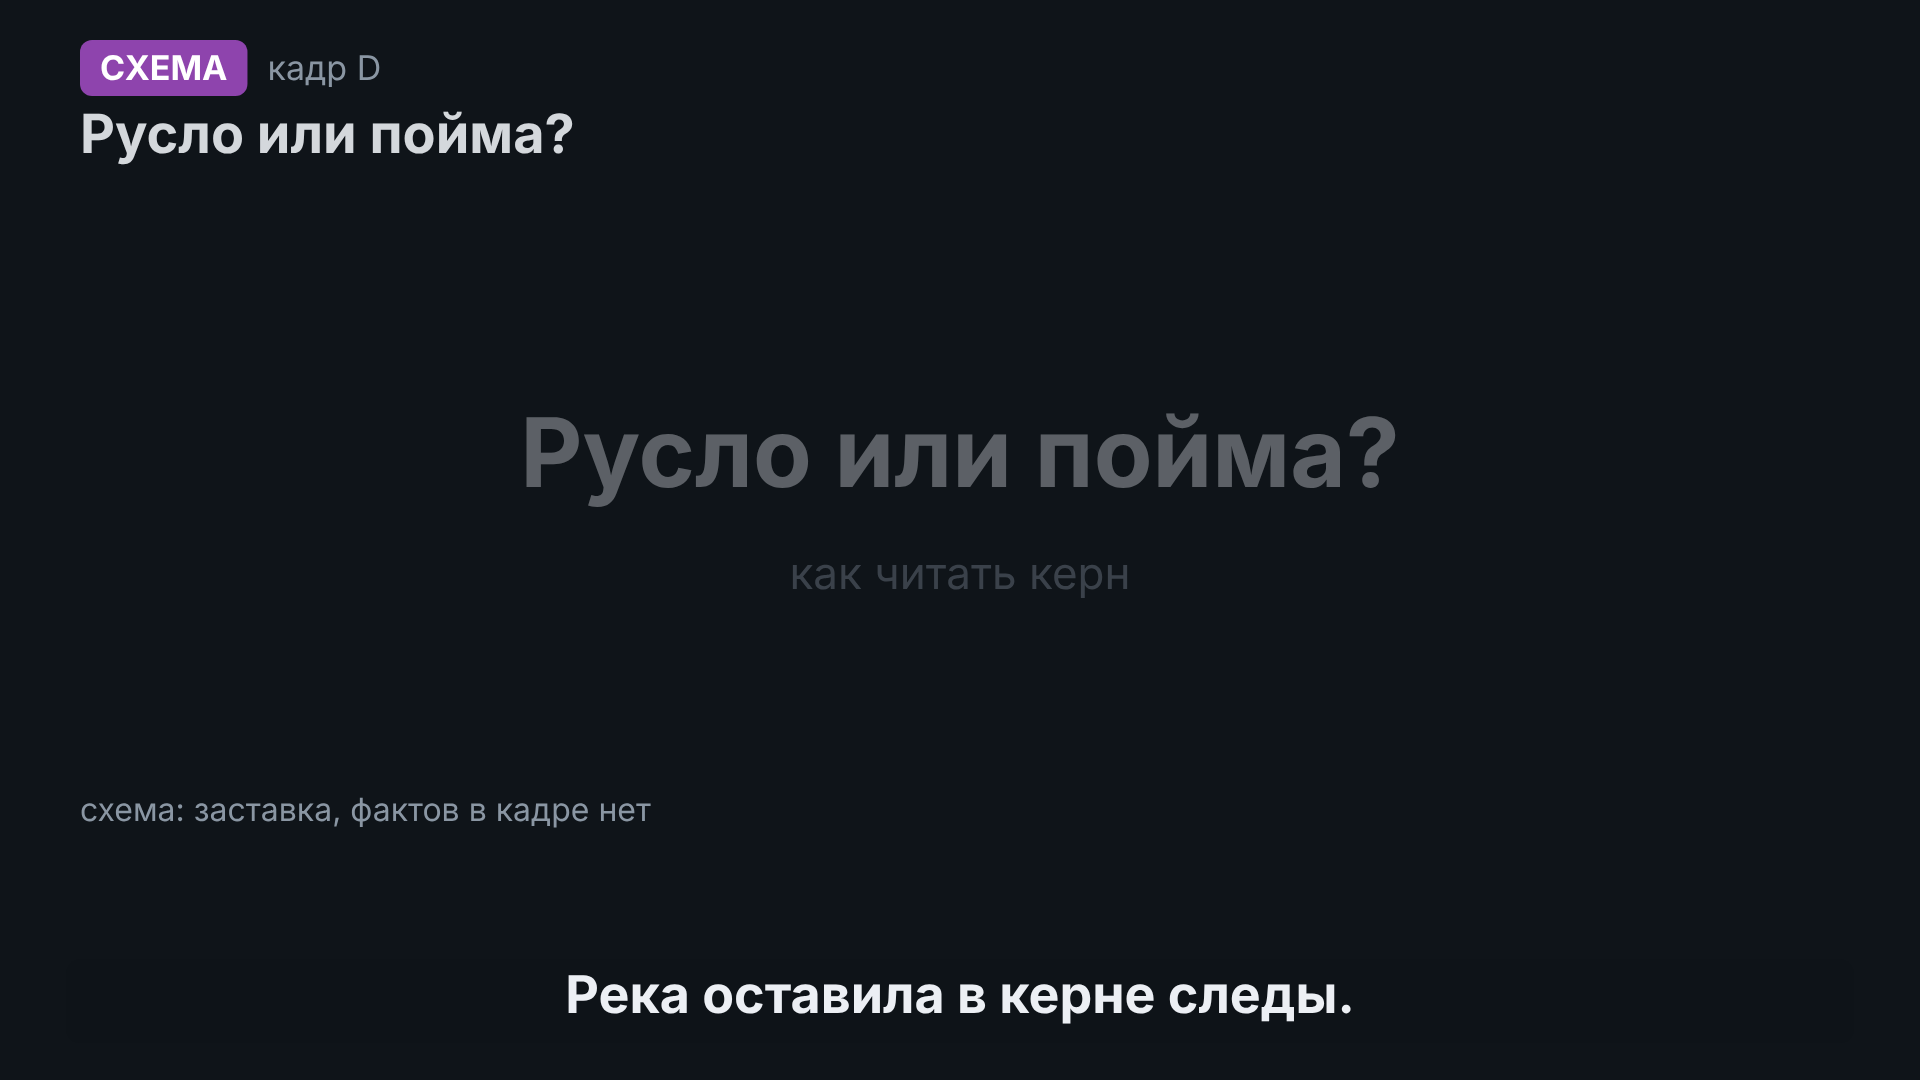 СХЕМА кадр D
Русло или пойма?
Русло или пойма?
как читать керн
схема: заставка, фактов в кадре нет
Река оставила в керне следы.